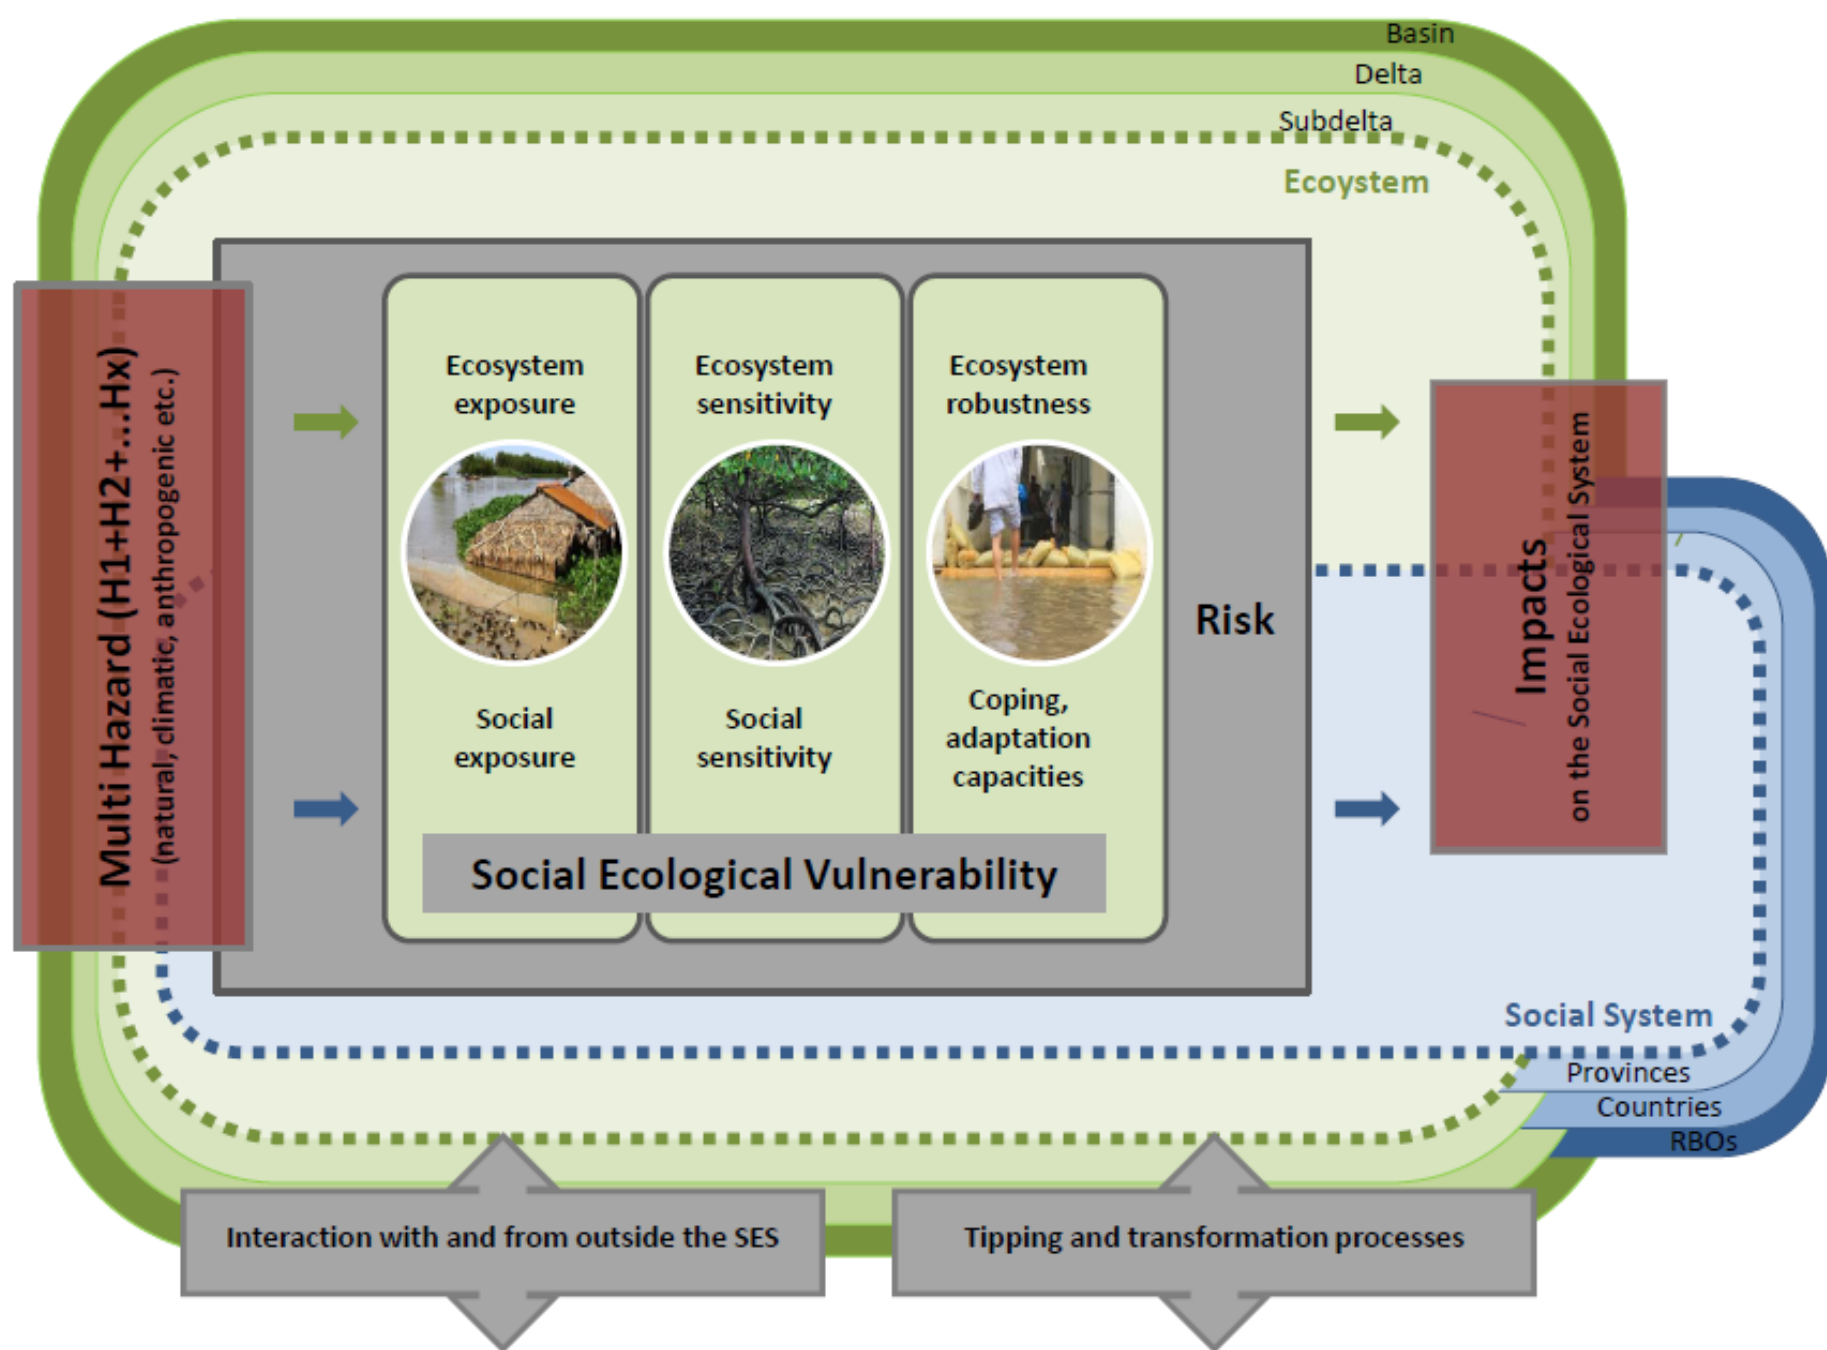 Basin
Delta
Subdelta
Ecoystem
Multi Hazard (H1+H2+....Hx)
(natural, climatic, anthropogenic etc.)
Ecosystem
exposure
Social
exposure
Ecosystem
sensitivity
Social
sensitivity
Ecosystem
robustness
Coping,
adaptation
capacities
Social Ecological Vulnerability
Risk
Impacts
on the Social Ecological System
Social System
Provinces
Countries
RBOs
Interaction with and from outside the SES
Tipping and transformation processes